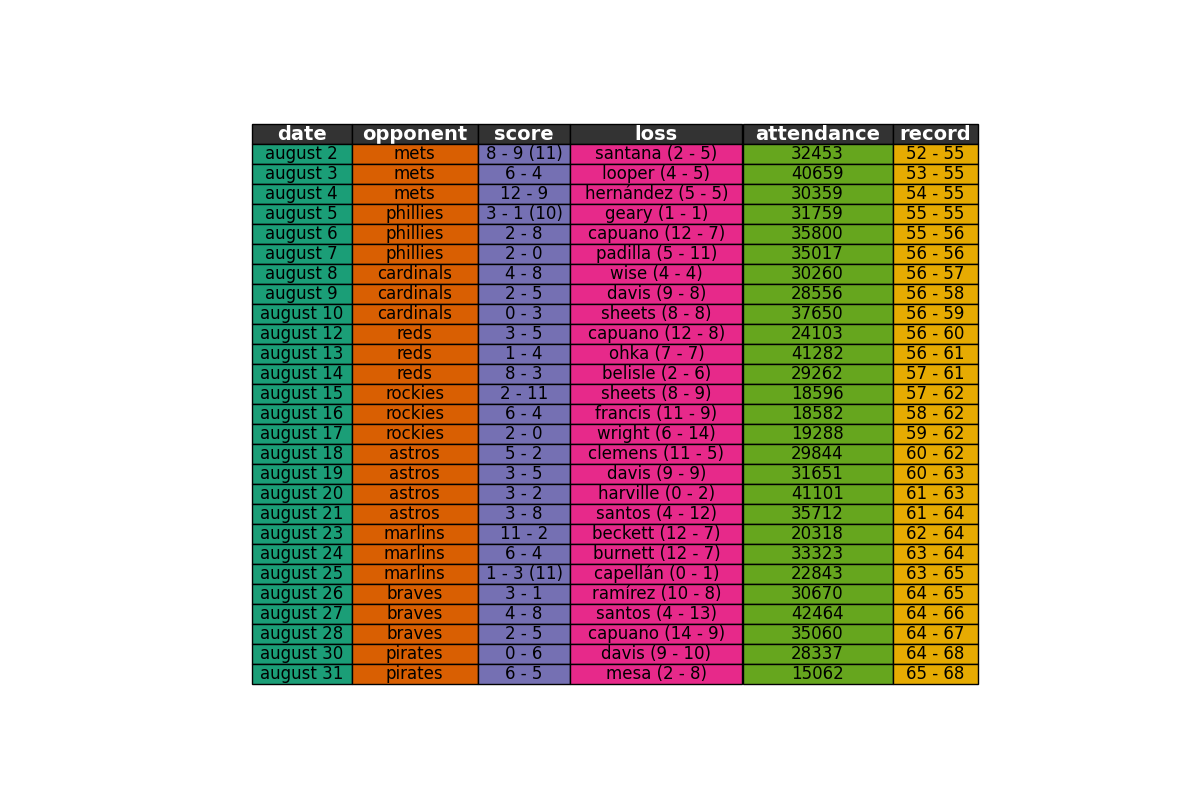 date opponent score loss attendance record
august 2 mets 8 - 9 (11) santana (2 - 5) 32453 52 - 55
august 3 mets 6 - 4 looper (4 - 5) 40659 53 - 55
august 4 mets 12 - 9 hernández (5 - 5) 30359 54 - 55
august 5 phillies 3 - 1 (10) geary (1 - 1) 31759 55 - 55
august 6 phillies 2 - 8 capuano (12 - 7) 35800 55 - 56
august 7 phillies 2 - 0 padilla (5 - 11) 35017 56 - 56
august 8 cardinals 4 - 8 wise (4 - 4) 30260 56 - 57
august 9 cardinals 2 - 5 davis (9 - 8) 28556 56 - 58
august 10 cardinals 0 - 3 sheets (8 - 8) 37650 56 - 59
august 12 reds 3 - 5 capuano (12 - 8) 24103 56 - 60
august 13 reds 1 - 4 ohka (7 - 7) 41282 56 - 61
august 14 reds 8 - 3 belisle (2 - 6) 29262 57 - 61
august 15 rockies 2 - 11 sheets (8 - 9) 18596 57 - 62
august 16 rockies 6 - 4 francis (11 - 9) 18582 58 - 62
august 17 rockies 2 - 0 wright (6 - 14) 19288 59 - 62
august 18 astros 5 - 2 clemens (11 - 5) 29844 60 - 62
august 19 astros 3 - 5 davis (9 - 9) 31651 60 - 63
august 20 astros 3 - 2 harville (0 - 2) 41101 61 - 63
august 21 astros 3 - 8 santos (4 - 12) 35712 61 - 64
august 23 marlins 11 - 2 beckett (12 - 7) 20318 62 - 64
august 24 marlins 6 - 4 burnett (12 - 7) 33323 63 - 64
august 25 marlins 1 - 3 (11) capellán (0 - 1) 22843 63 - 65
august 26 braves 3 - 1 ramírez (10 - 8) 30670 64 - 65
august 27 braves 4 - 8 santos (4 - 13) 42464 64 - 66
august 28 braves 2 - 5 capuano (14 - 9) 35060 64 - 67
august 30 pirates 0 - 6 davis (9 - 10) 28337 64 - 68
august 31 pirates 6 - 5 mesa (2 - 8) 15062 65 - 68